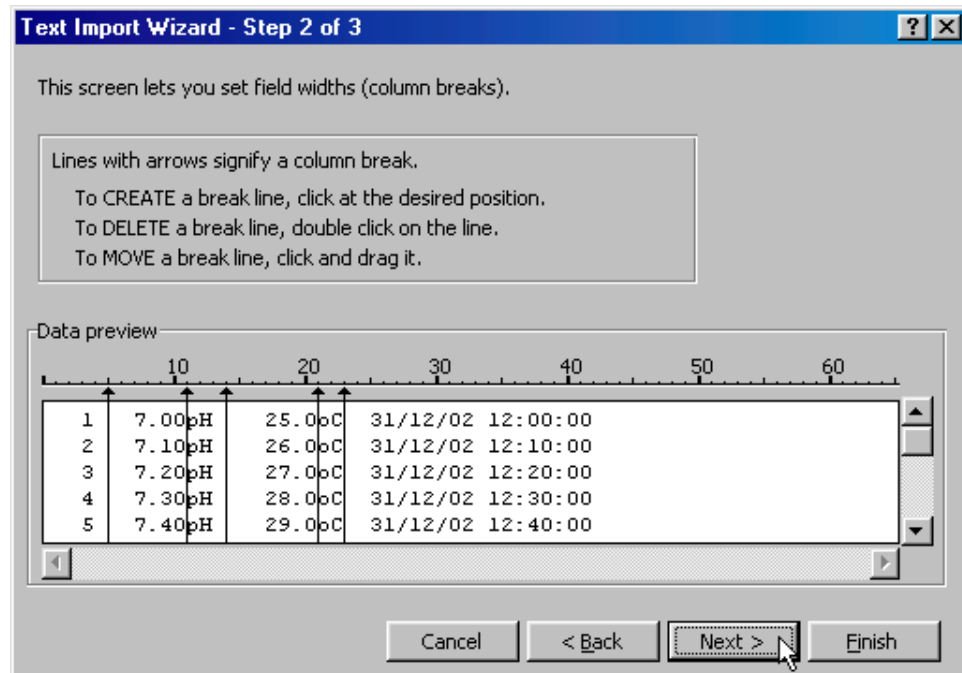 Text Import Wizard - Step 2 of 3
This screen lets you set field widths (column breaks).
Lines with arrows signify a column break.
To CREATE a break line, click at the desired position.
To DELETE a break line, double click on the line.
To MOVE a break line, click and drag it.
Data preview
10 20 30 40 50 60
1 7.00pH 25.0oC 31/12/02 12:00:00
2 7.10pH 26.0oC 31/12/02 12:10:00
3 7.20pH 27.0oC 31/12/02 12:20:00
4 7.30pH 28.0oC 31/12/02 12:30:00
5 7.40pH 29.0oC 31/12/02 12:40:00
Cancel < Back Next > Finish